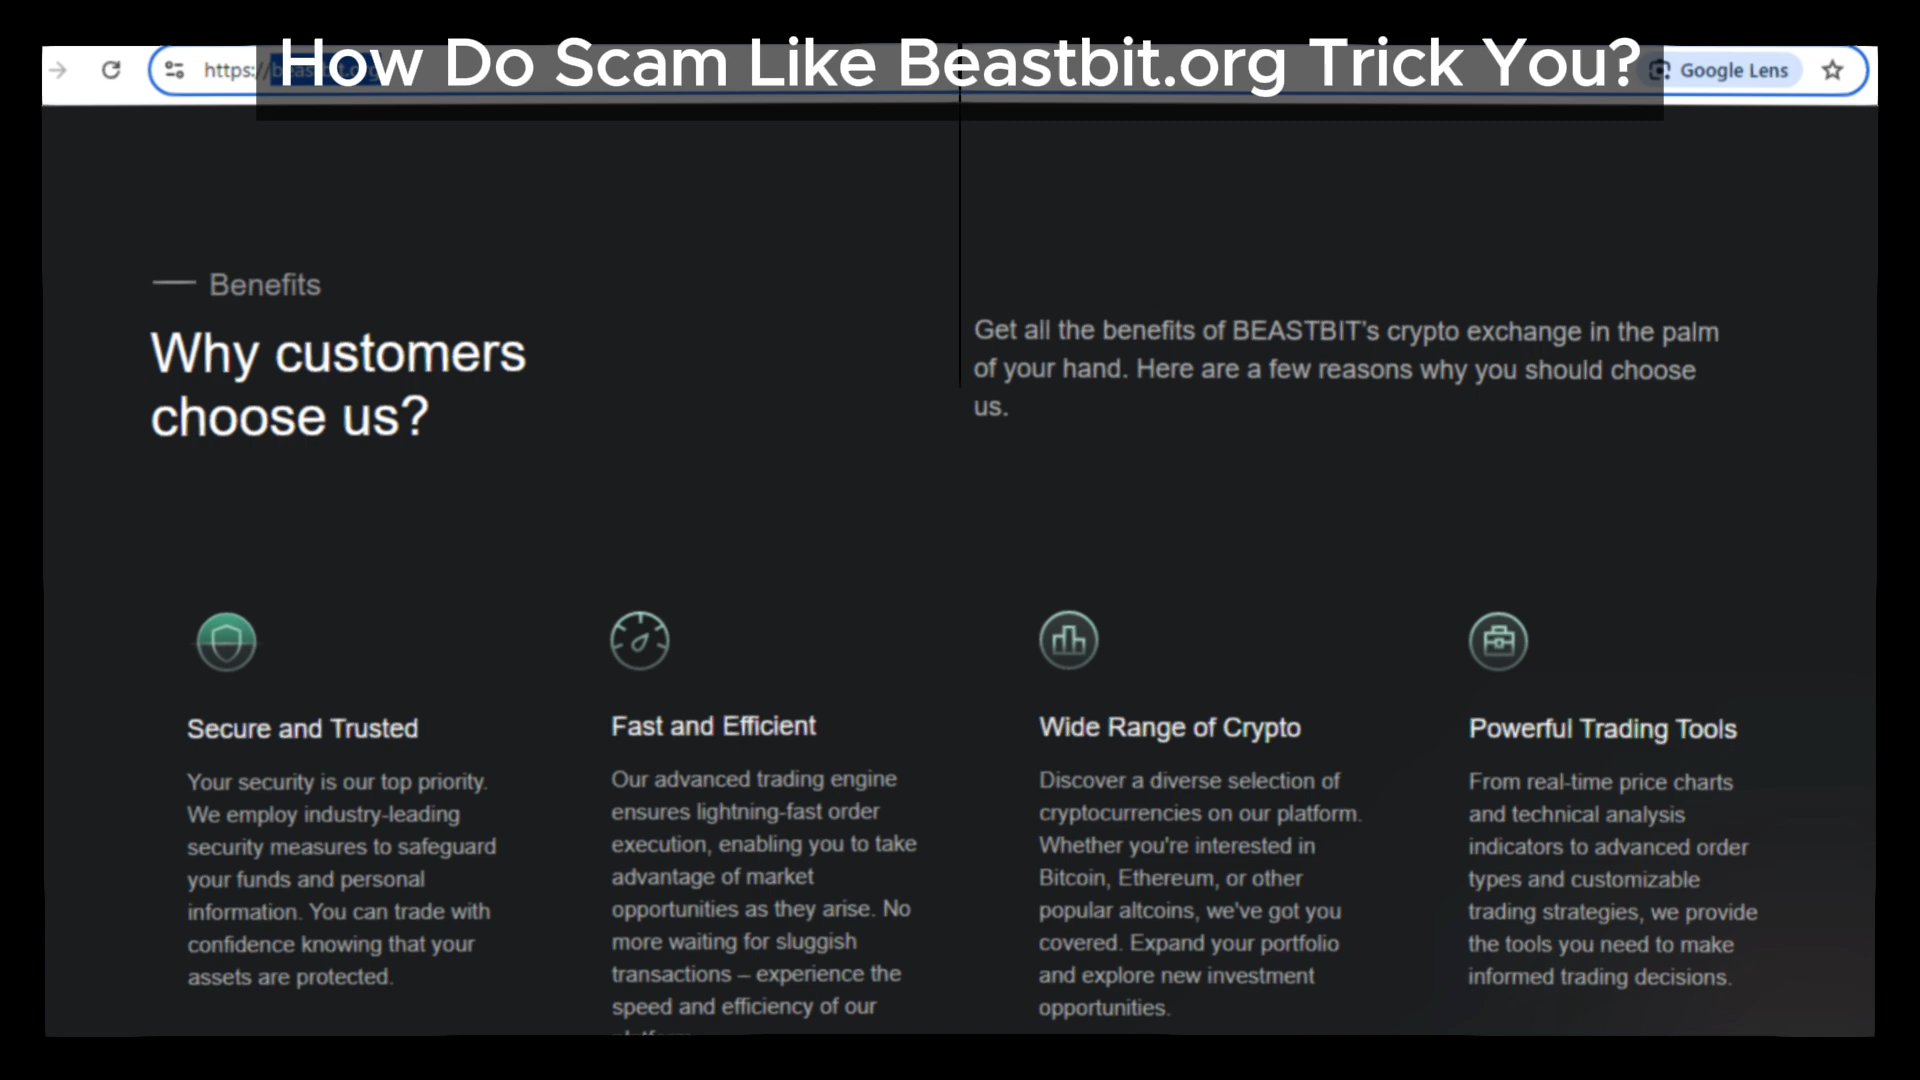 How Do Scam Like Beastbit.org Trick You?
https://beastbit.org
Google Lens
Benefits
Why customers
choose us?
Get all the benefits of BEASTBIT's crypto exchange in the palm
of your hand. Here are a few reasons why you should choose
us.
Secure and Trusted
Your security is our top priority.
We employ industry-leading
security measures to safeguard
your funds and personal
information. You can trade with
confidence knowing that your
assets are protected.
Fast and Efficient
Our advanced trading engine
ensures lightning-fast order
execution, enabling you to take
advantage of market
opportunities as they arise. No
more waiting for sluggish
transactions – experience the
speed and efficiency of our
Wide Range of Crypto
Discover a diverse selection of
cryptocurrencies on our platform.
Whether you're interested in
Bitcoin, Ethereum, or other
popular altcoins, we've got you
covered. Expand your portfolio
and explore new investment
opportunities.
Powerful Trading Tools
From real-time price charts
and technical analysis
indicators to advanced order
types and customizable
trading strategies, we provide
the tools you need to make
informed trading decisions.